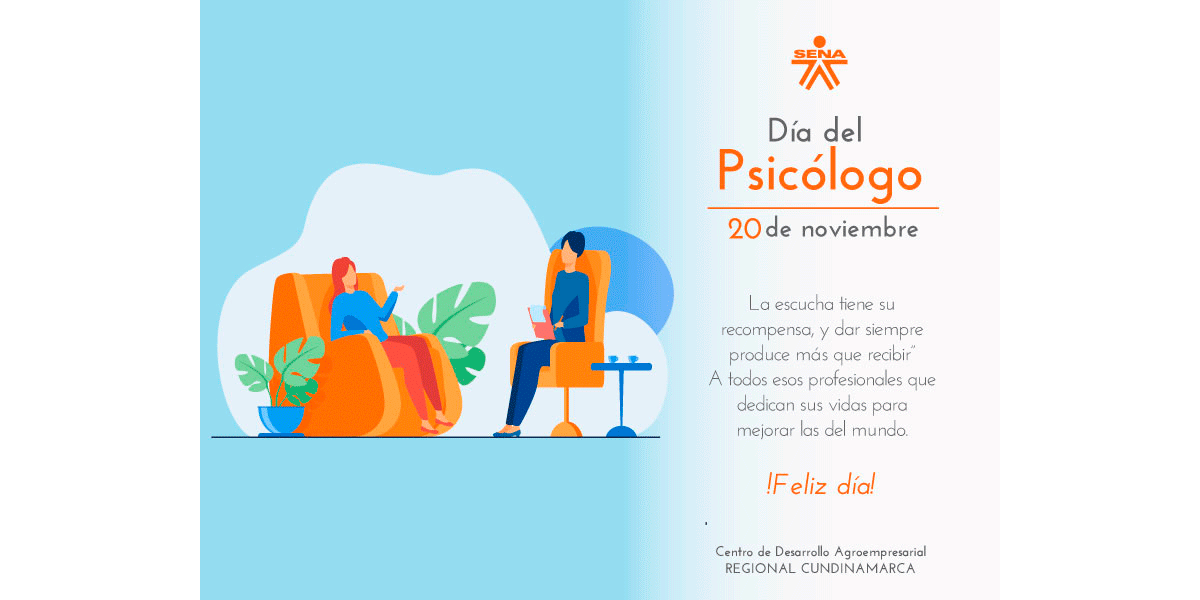 SENA
Día del
Psicólogo
20 de noviembre
La escucha tiene su
recompensa, y dar siempre
produce más que recibir”
A todos esos profesionales que
dedican sus vidas para
mejorar las del mundo.
!Feliz día!
.
Centro de Desarrollo Agroempresarial
REGIONAL CUNDINAMARCA